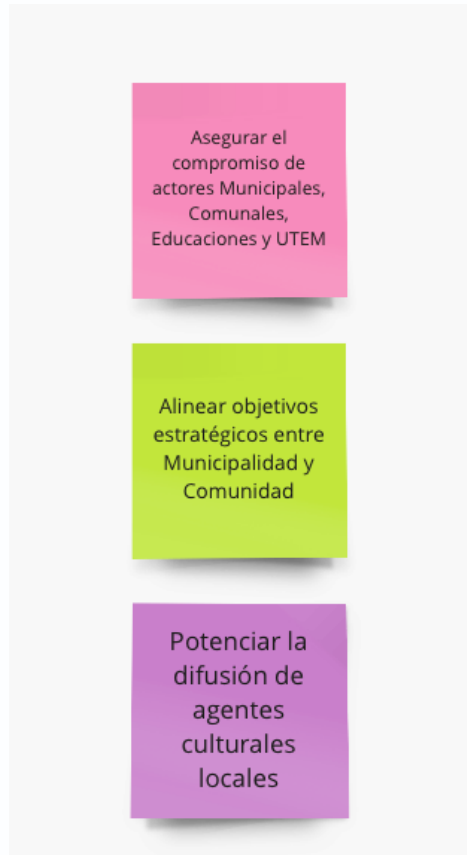 Asegurar el
compromiso de
actores Municipales,
Comunales,
Educaciones y UTEM
Alinear objetivos
estratégicos entre
Municipalidad y
Comunidad
Potenciar la
difusión de
agentes
culturales
locales